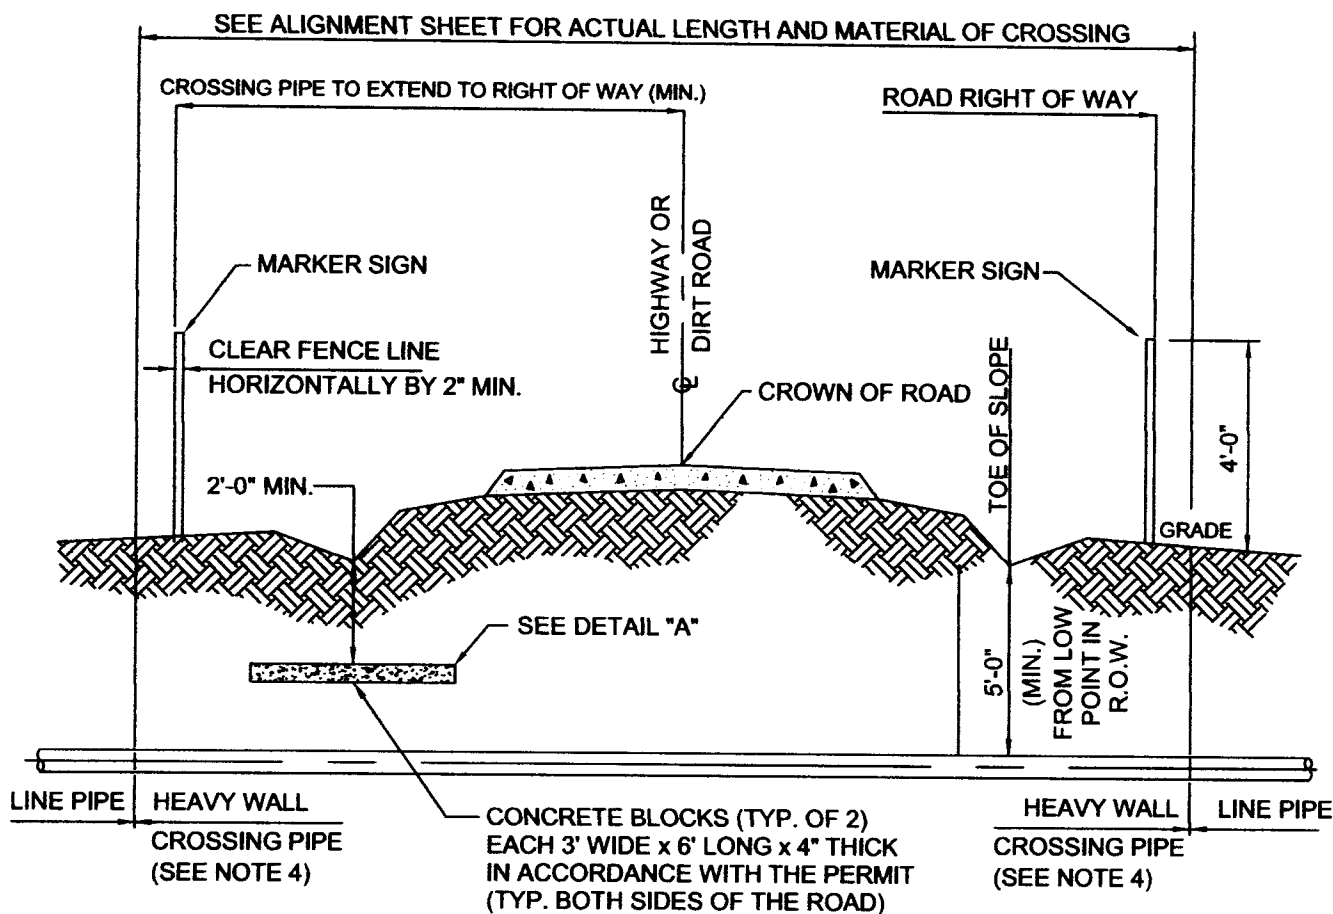 SEE ALIGNMENT SHEET FOR ACTUAL LENGTH AND MATERIAL OF CROSSING
CROSSING PIPE TO EXTEND TO RIGHT OF WAY (MIN.)
ROAD RIGHT OF WAY
HIGHWAY OR
DIRT ROAD
MARKER SIGN
MARKER SIGN
CLEAR FENCE LINE
HORIZONTALLY BY 2" MIN.
CROWN OF ROAD
TOE OF SLOPE
4'-0"
2'-0" MIN.
GRADE
SEE DETAIL "A"
5'-0"
(MIN.)
FROM LOW
POINT IN
R.O.W.
LINE PIPE
HEAVY WALL
CROSSING PIPE
(SEE NOTE 4)
CONCRETE BLOCKS (TYP. OF 2)
EACH 3' WIDE x 6' LONG x 4" THICK
IN ACCORDANCE WITH THE PERMIT
(TYP. BOTH SIDES OF THE ROAD)
HEAVY WALL
CROSSING PIPE
(SEE NOTE 4)
LINE PIPE